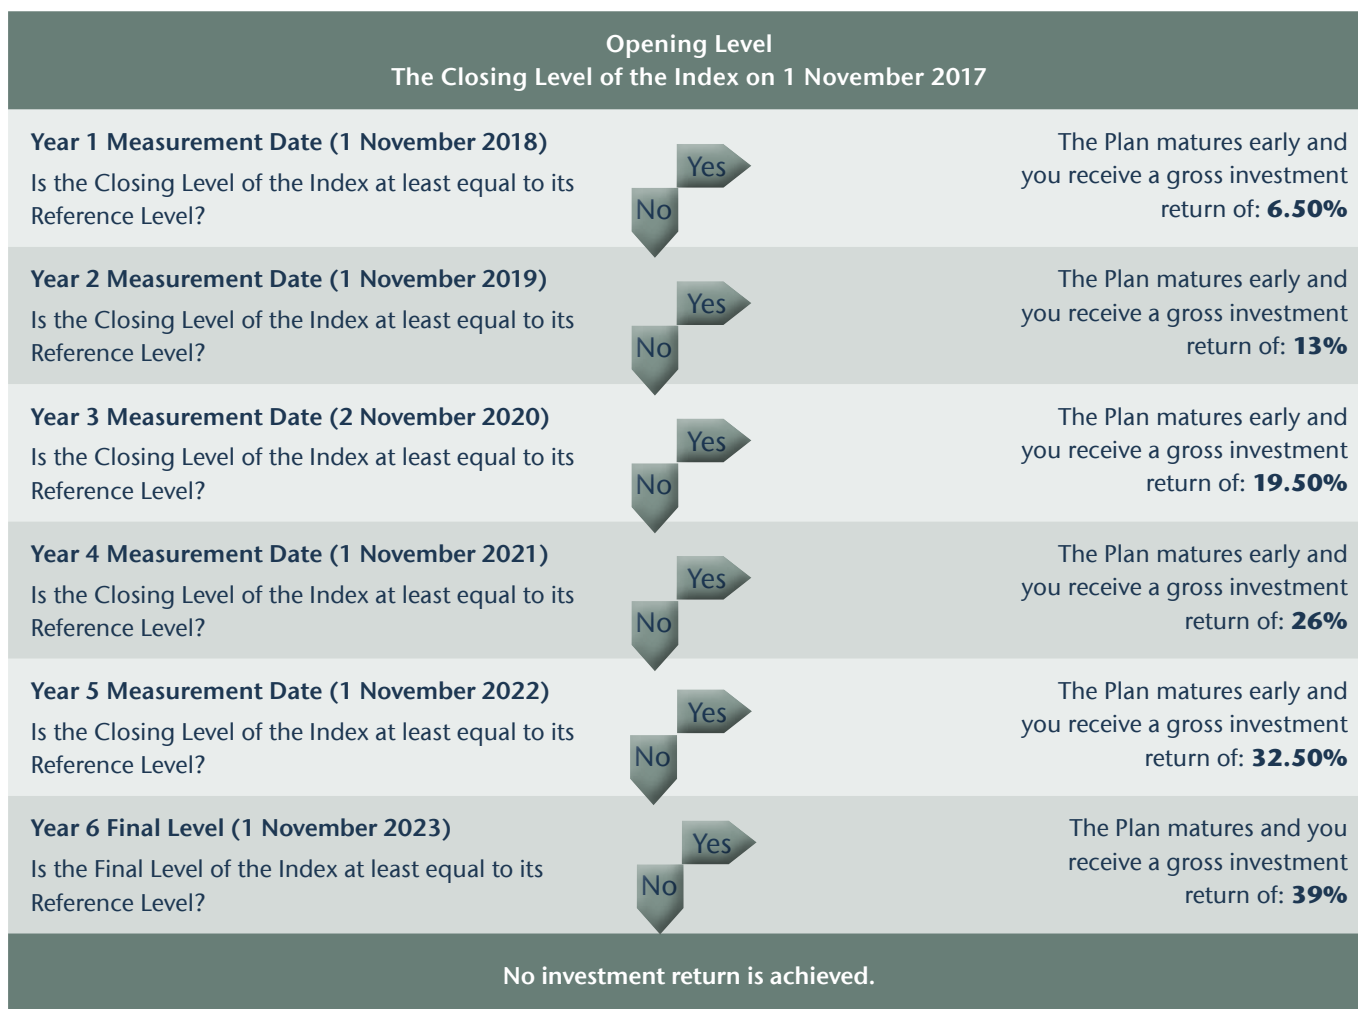 Opening Level
The Closing Level of the Index on 1 November 2017
Year 1 Measurement Date (1 November 2018)
Is the Closing Level of the Index at least equal to its
Reference Level?
Yes
No
The Plan matures early and
you receive a gross investment
return of: 6.50%
Year 2 Measurement Date (1 November 2019)
Is the Closing Level of the Index at least equal to its
Reference Level?
Yes
No
The Plan matures early and
you receive a gross investment
return of: 13%
Year 3 Measurement Date (2 November 2020)
Is the Closing Level of the Index at least equal to its
Reference Level?
Yes
No
The Plan matures early and
you receive a gross investment
return of: 19.50%
Year 4 Measurement Date (1 November 2021)
Is the Closing Level of the Index at least equal to its
Reference Level?
Yes
No
The Plan matures early and
you receive a gross investment
return of: 26%
Year 5 Measurement Date (1 November 2022)
Is the Closing Level of the Index at least equal to its
Reference Level?
Yes
No
The Plan matures early and
you receive a gross investment
return of: 32.50%
Year 6 Final Level (1 November 2023)
Is the Final Level of the Index at least equal to its
Reference Level?
Yes
No
The Plan matures and you
receive a gross investment
return of: 39%
No investment return is achieved.